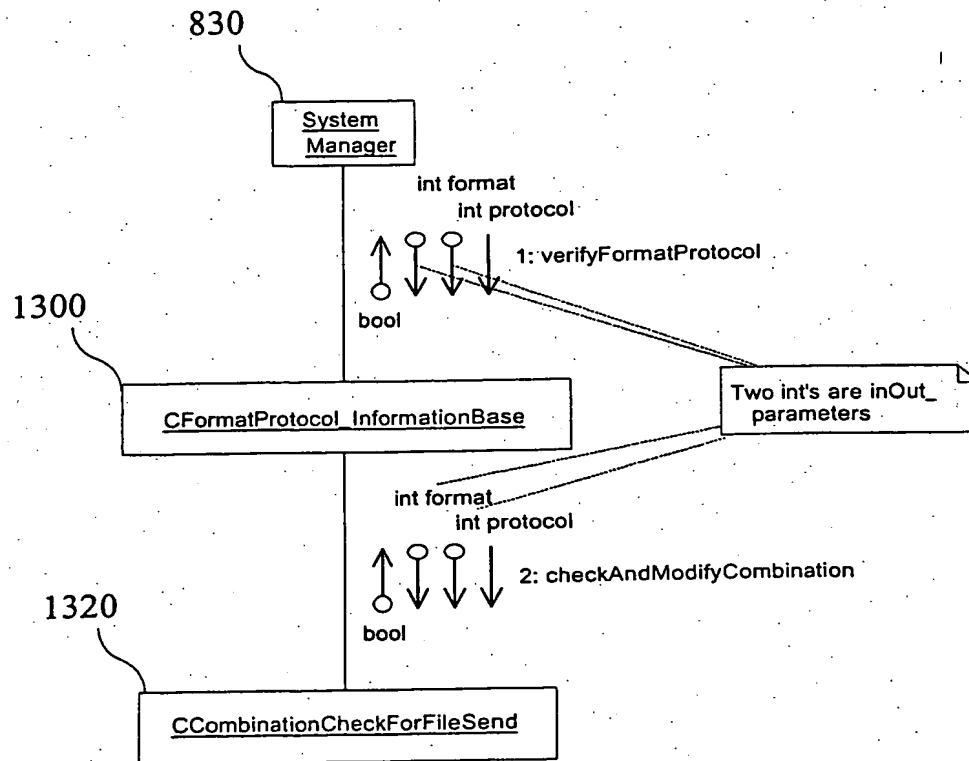 830
System
Manager
int format
int protocol
1: verifyFormatProtocol
bool
1300
CFormatProtocol_InformationBase
Two int's are inOut_
parameters
int format
int protocol
2: checkAndModifyCombination
bool
1320
CCombinationCheckForFileSend